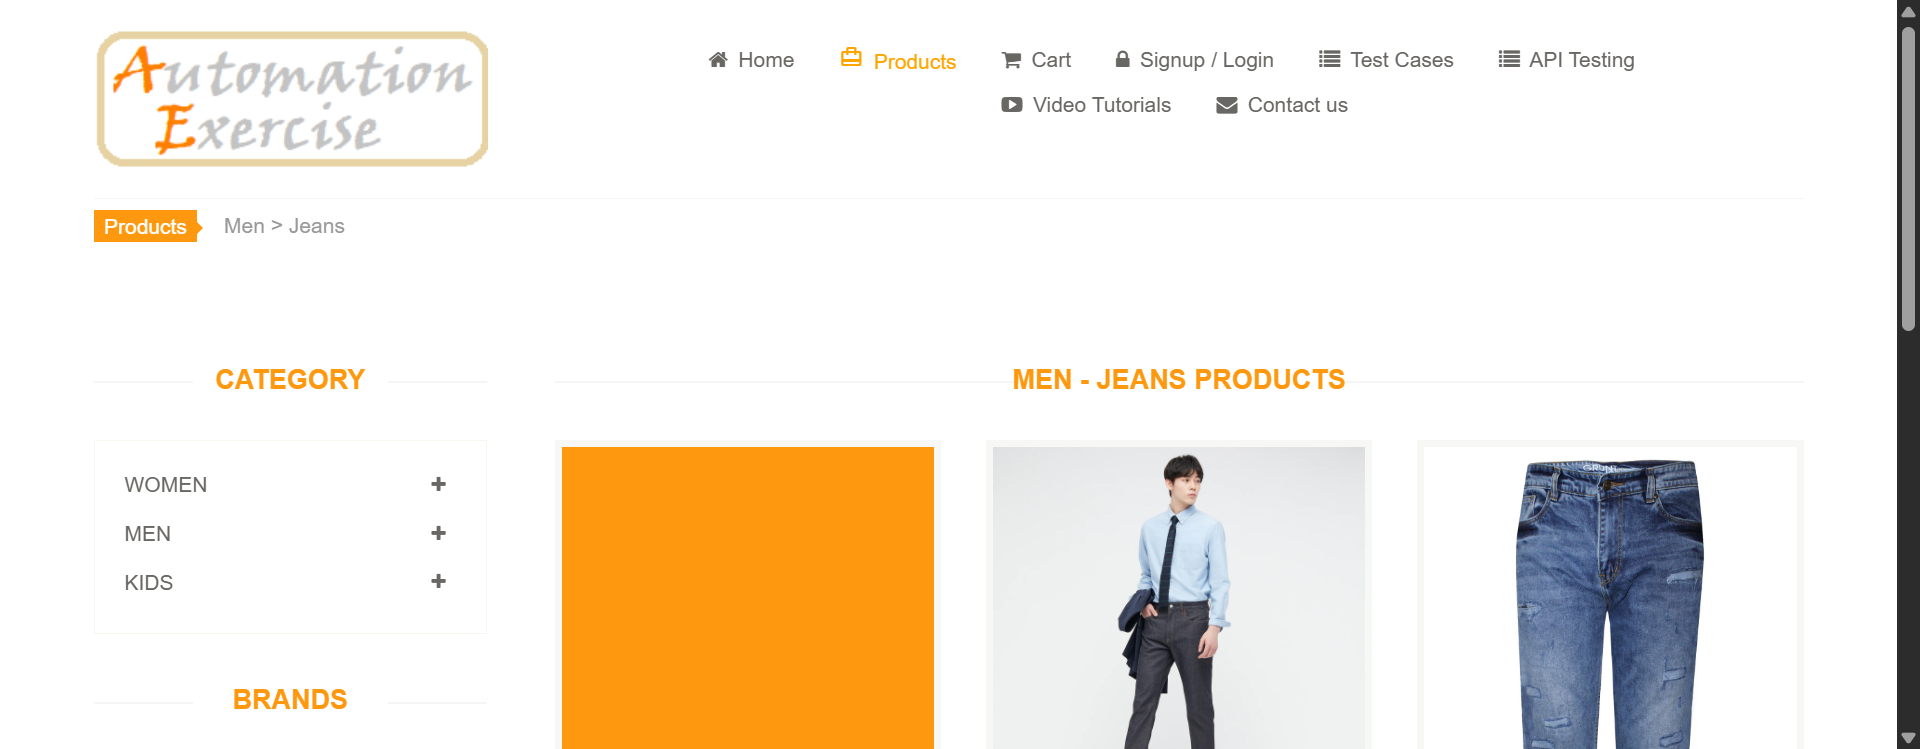 Automation
Exercise
Home
Products
Cart
Signup / Login
Test Cases
API Testing
Video Tutorials
Contact us
Products
Men > Jeans
CATEGORY
WOMEN
MEN
KIDS
BRANDS
MEN - JEANS PRODUCTS